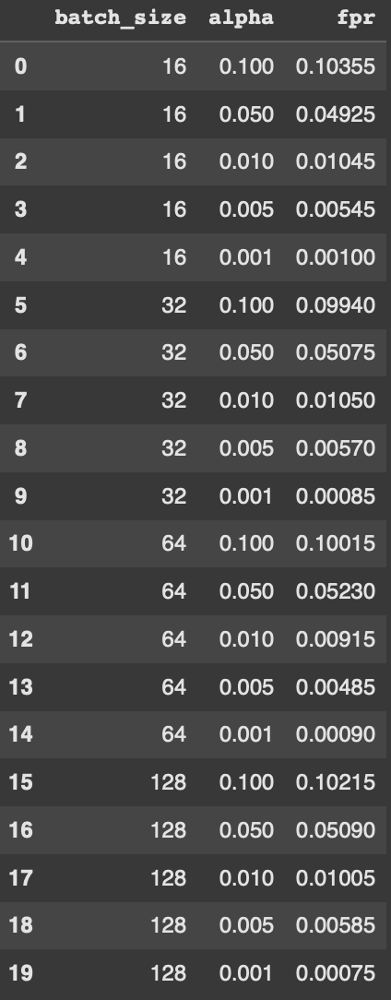 batch_size alpha fpr
0 16 0.100 0.10355
1 16 0.050 0.04925
2 16 0.010 0.01045
3 16 0.005 0.00545
4 16 0.001 0.00100
5 32 0.100 0.09940
6 32 0.050 0.05075
7 32 0.010 0.01050
8 32 0.005 0.00570
9 32 0.001 0.00085
10 64 0.100 0.10015
11 64 0.050 0.05230
12 64 0.010 0.00915
13 64 0.005 0.00485
14 64 0.001 0.00090
15 128 0.100 0.10215
16 128 0.050 0.05090
17 128 0.010 0.01005
18 128 0.005 0.00585
19 128 0.001 0.00075